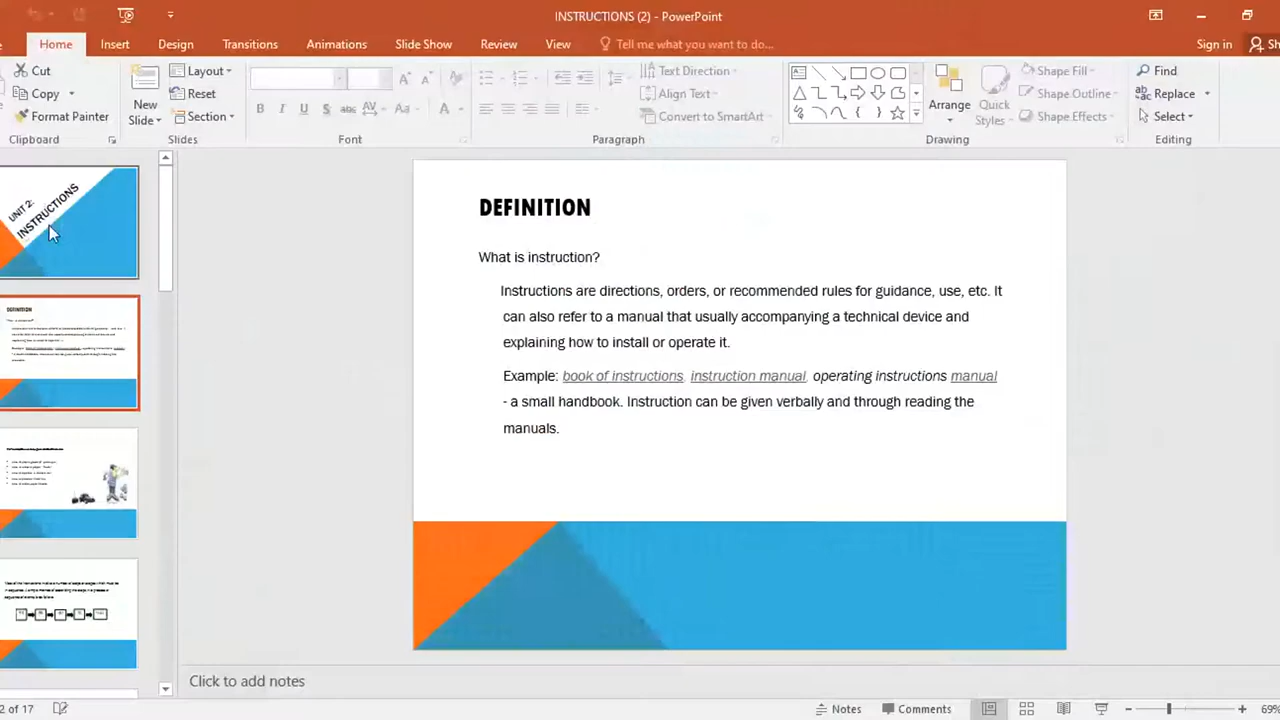 INSTRUCTIONS (2) - PowerPoint
Home Insert Design Transitions Animations Slide Show Review View Tell me what you want to do... Sign in Sh
Cut
Copy
Format Painter
Clipboard
New Slide
Layout
Reset
Section
Slides
B I U S abc AV Aa A
Font
Text Direction
Align Text
Convert to SmartArt
Paragraph
Arrange
Quick Styles
Shape Fill
Shape Outline
Shape Effects
Drawing
Find
Replace
Select
Editing
UNIT 2:
INSTRUCTIONS
DEFINITION
DEFINITION
What is instruction?
Instructions are directions, orders, or recommended rules for guidance, use, etc. It
can also refer to a manual that usually accompanying a technical device and
explaining how to install or operate it.
Example: book of instructions, instruction manual, operating instructions manual
- a small handbook. Instruction can be given verbally and through reading the
manuals.
Click to add notes
2 of 17
Notes
Comments
69%